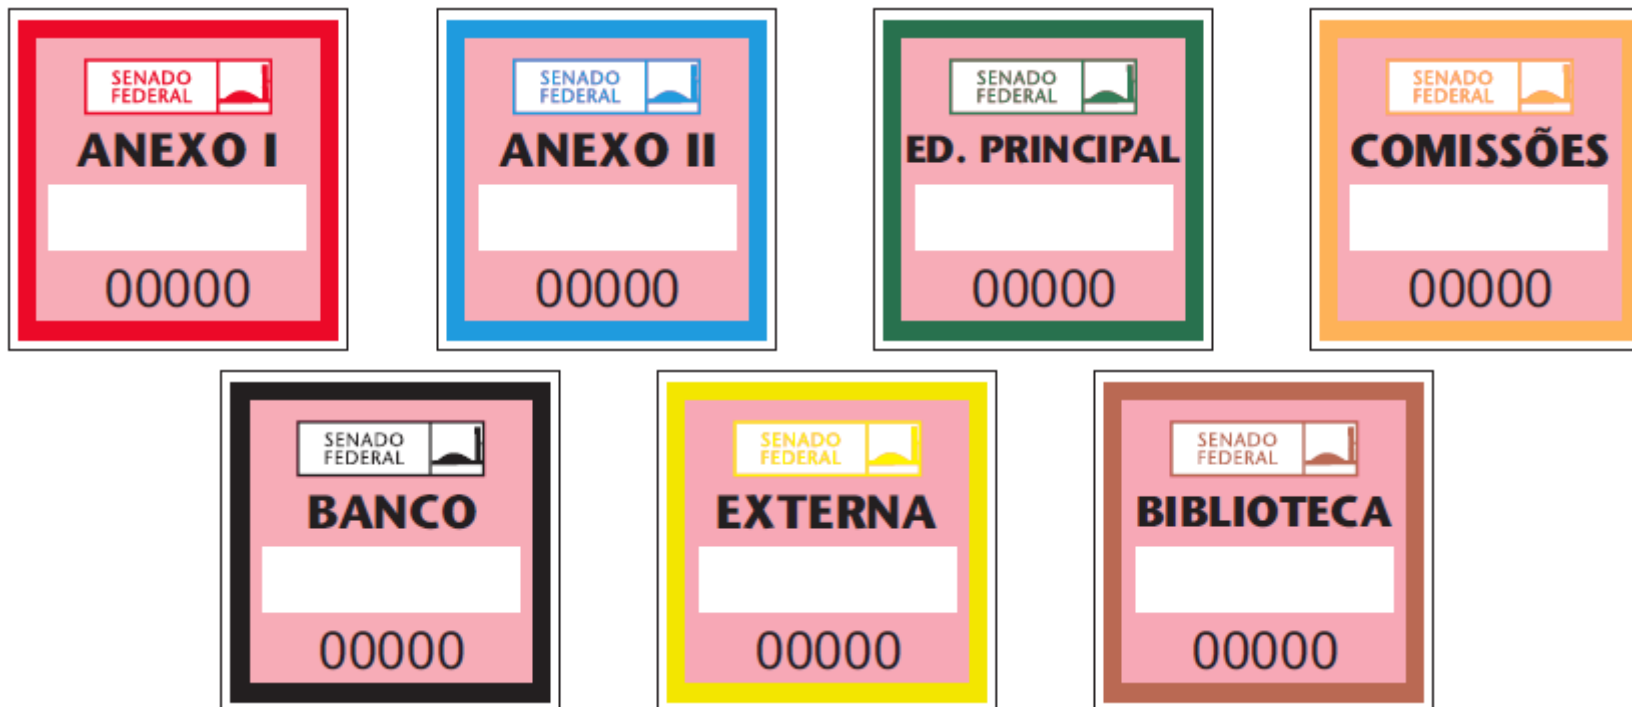 SENADO
FEDERAL
ANEXO I
00000
SENADO
FEDERAL
ANEXO II
00000
SENADO
FEDERAL
ED. PRINCIPAL
00000
SENADO
FEDERAL
COMISSÕES
00000
SENADO
FEDERAL
BANCO
00000
SENADO
FEDERAL
EXTERNA
00000
SENADO
FEDERAL
BIBLIOTECA
00000